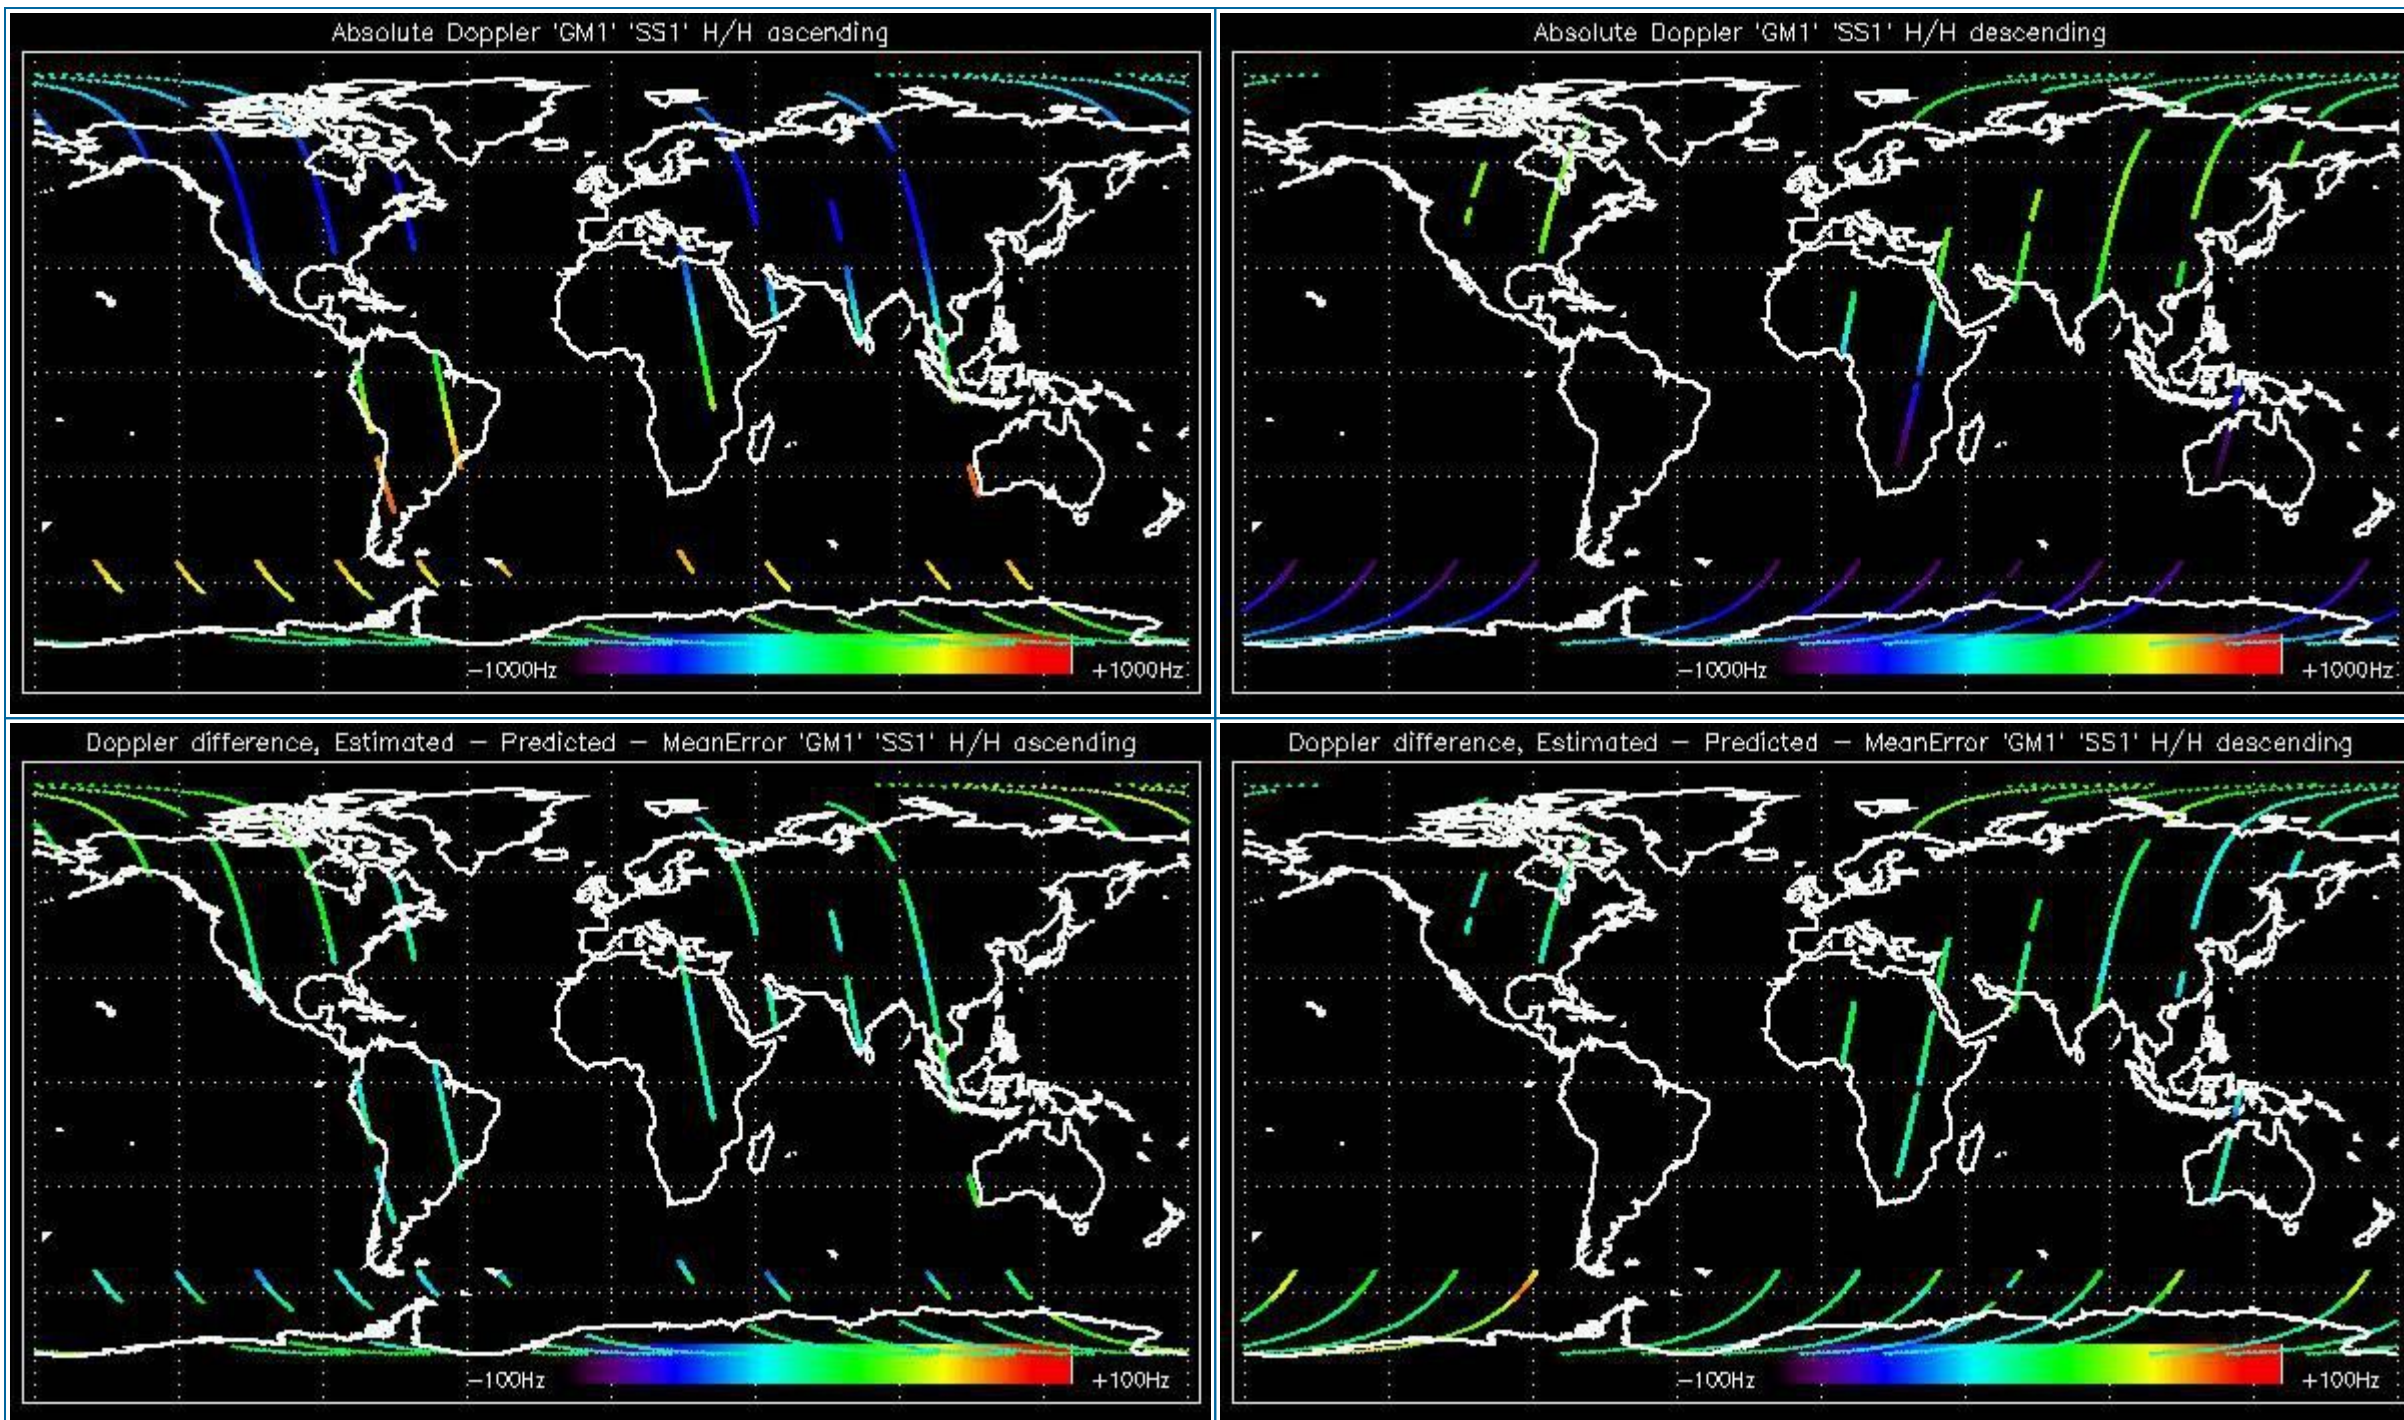 Absolute Doppler 'GM1' 'SS1' H/H ascending
−1000Hz
+1000Hz
Absolute Doppler 'GM1' 'SS1' H/H descending
−1000Hz
+1000Hz
Doppler difference, Estimated − Predicted − MeanError 'GM1' 'SS1' H/H ascending
−100Hz
+100Hz
Doppler difference, Estimated − Predicted − MeanError 'GM1' 'SS1' H/H descending
−100Hz
+100Hz